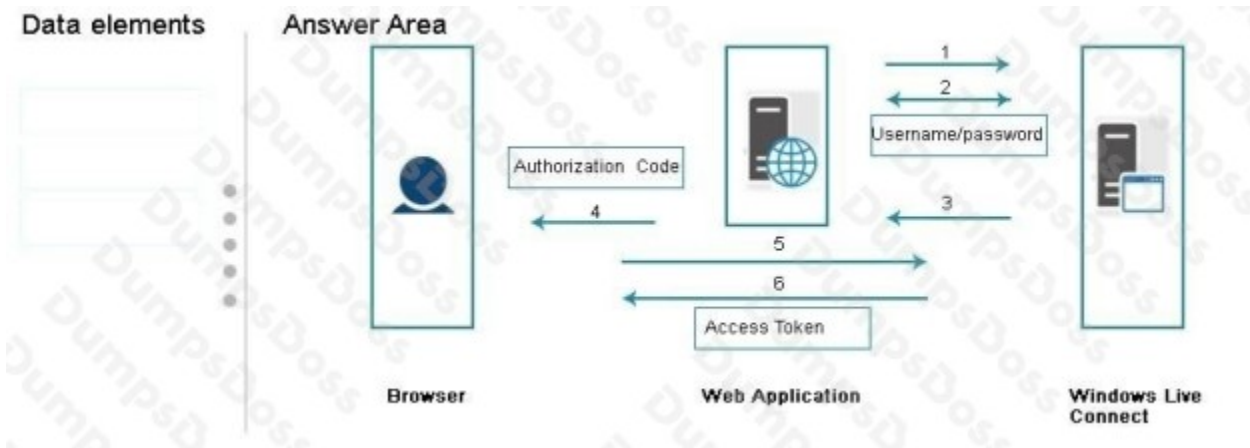 Data elements
Answer Area
1
2
Username/password
Authorization Code
3
4
5
6
Access Token
Browser
Web Application
Windows Live
Connect
DumpsDoss